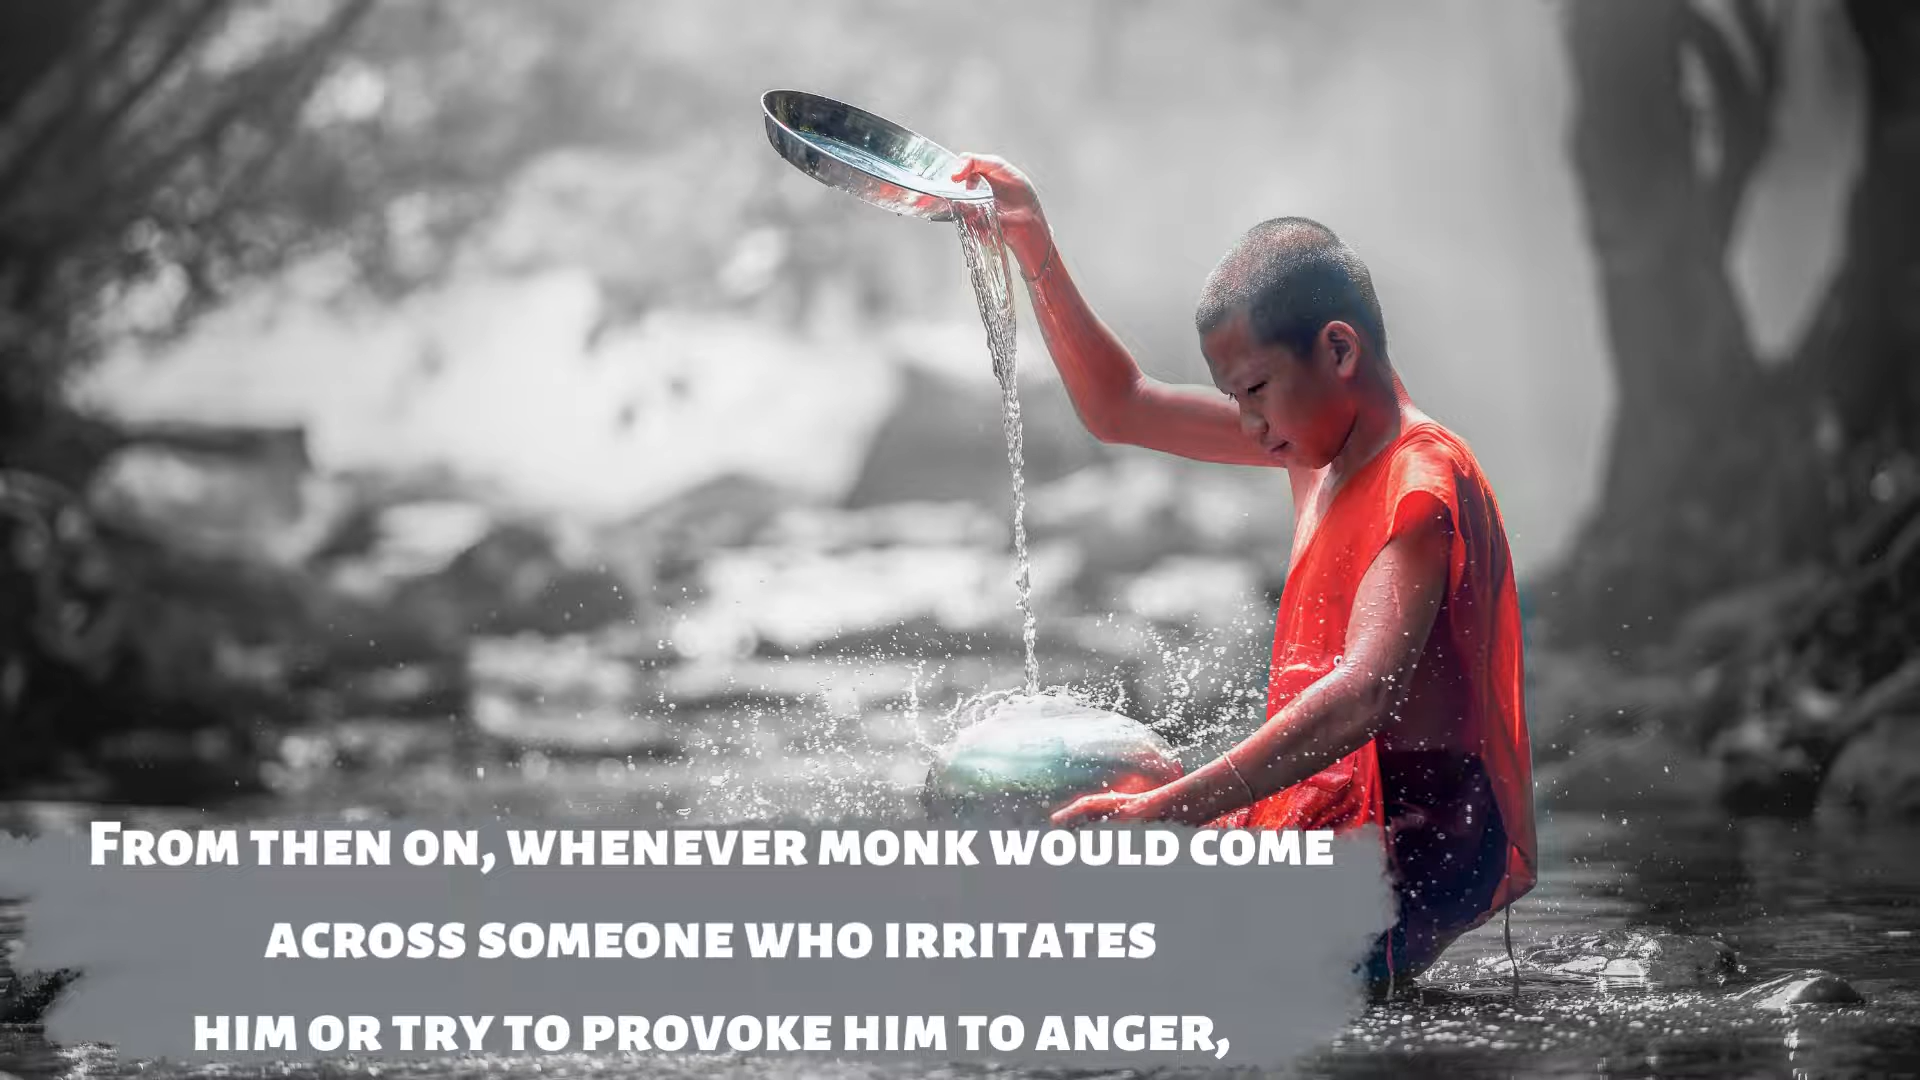 From then on, whenever monk would come
across someone who irritates
him or try to provoke him to anger,